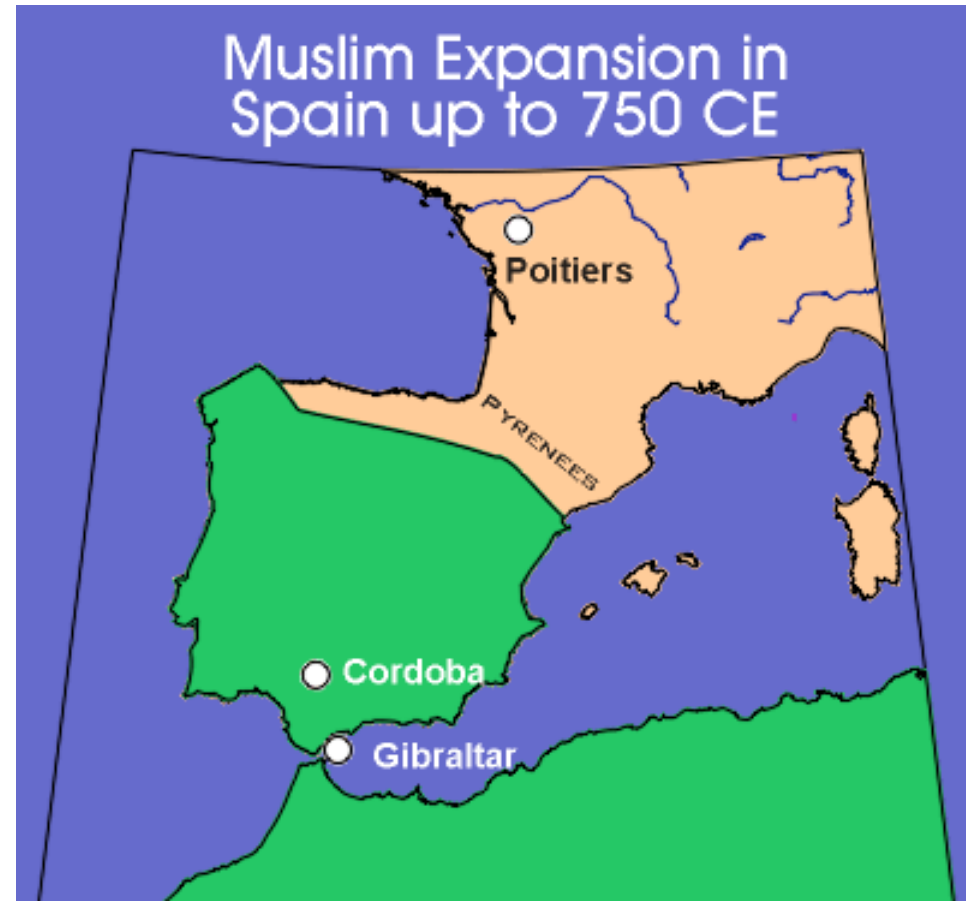 Muslim Expansion in
Spain up to 750 CE
Poitiers
PYRENEES
Cordoba
Gibraltar